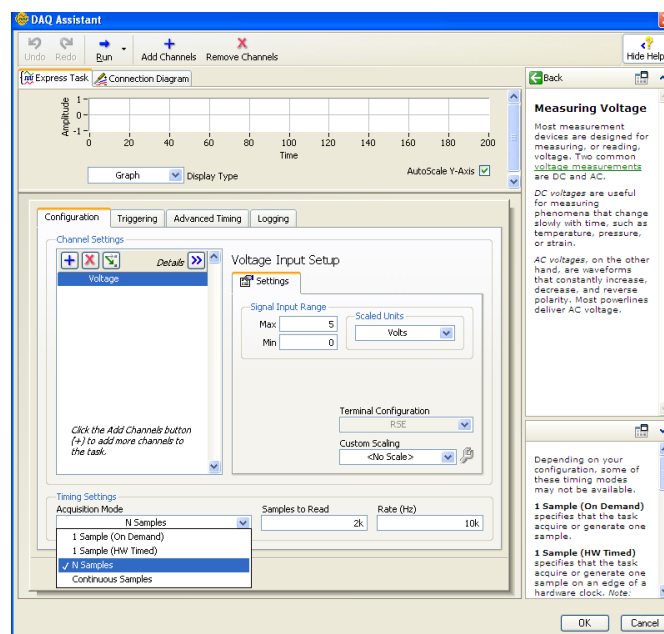 DAQ Assistant
Undo Redo Run Add Channels Remove Channels Hide Help
Express Task Connection Diagram
Amplitude
1
0
-1
0 20 40 60 80 100 120 140 160 180 200
Time
Graph Display Type AutoScale Y-Axis
Configuration Triggering Advanced Timing Logging
Channel Settings
Details
Voltage
Click the Add Channels button
(+) to add more channels to
the task.
Voltage Input Setup
Settings
Signal Input Range
Max 5
Min 0
Scaled Units
Volts
Terminal Configuration
RSE
Custom Scaling
<No Scale>
Timing Settings
Acquisition Mode Samples to Read Rate (Hz)
N Samples 2k 10k
1 Sample (On Demand)
1 Sample (HW Timed)
N Samples
Continuous Samples
Back
Measuring Voltage
Most measurement
devices are designed for
measuring, or reading,
voltage. Two common
voltage measurements
are DC and AC.
DC voltages are useful
for measuring
phenomena that change
slowly with time, such as
temperature, pressure,
or strain.
AC voltages, on the other
hand, are waveforms
that constantly increase,
decrease, and reverse
polarity. Most powerlines
deliver AC voltage.
Depending on your
configuration, some of
these timing modes
may not be available.
1 Sample (On Demand)
specifies that the task
acquire or generate one
sample.
1 Sample (HW Timed)
specifies that the task
acquire or generate one
sample on an edge of a
hardware clock. Note:
OK Cancel